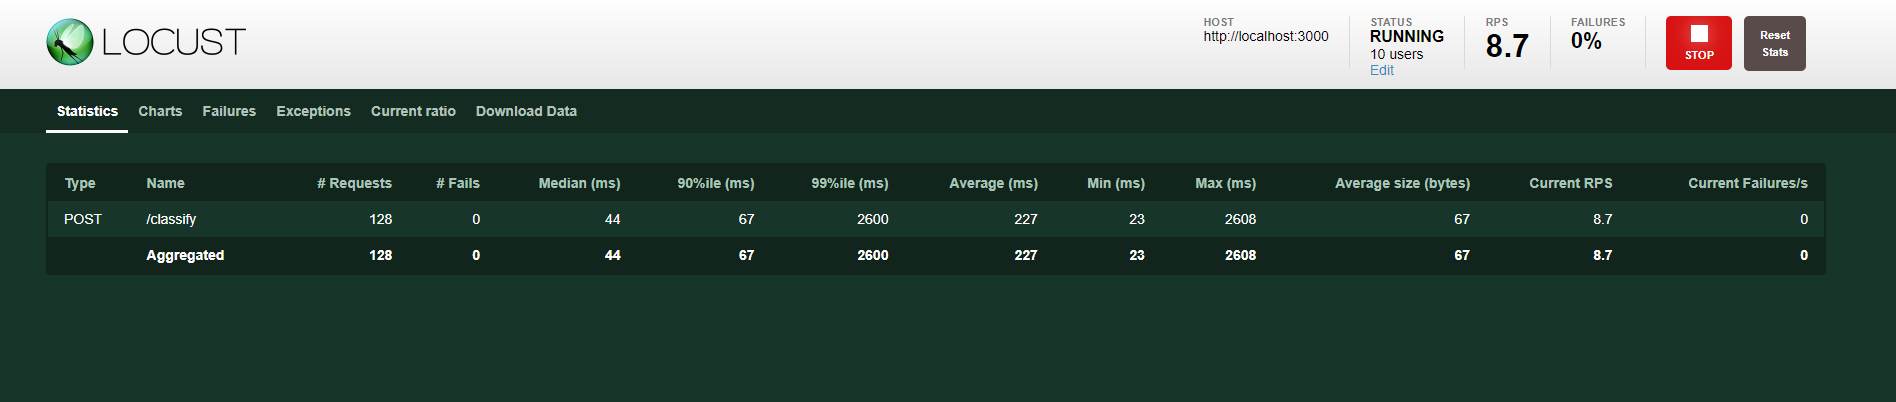 LOCUST
HOST
http://localhost:3000
STATUS
RUNNING
10 users
Edit
RPS
8.7
FAILURES
0%
STOP
Reset
Stats
Statistics Charts Failures Exceptions Current ratio Download Data
Type Name # Requests # Fails Median (ms) 90%ile (ms) 99%ile (ms) Average (ms) Min (ms) Max (ms) Average size (bytes) Current RPS Current Failures/s
POST /classify 128 0 44 67 2600 227 23 2608 67 8.7 0
Aggregated 128 0 44 67 2600 227 23 2608 67 8.7 0